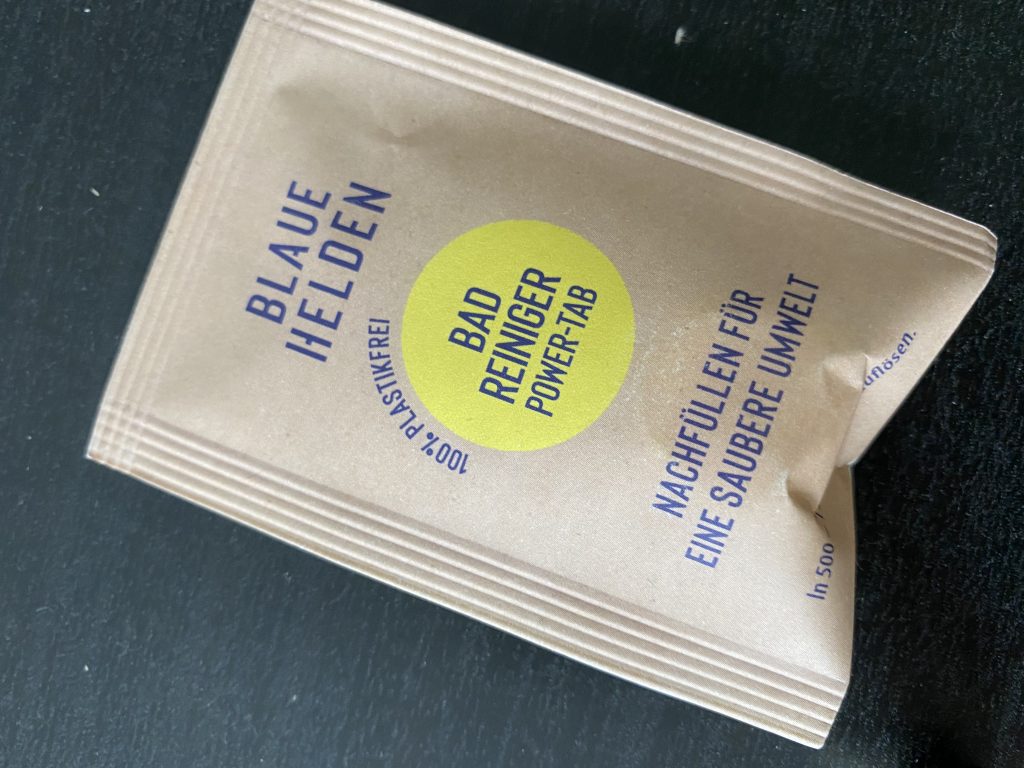 BLAUE
HELDEN
100% PLASTIKFREI
BAD
REINIGER
POWER-TAB
NACHFÜLLEN FÜR
EINE SAUBERE UMWELT
In 500